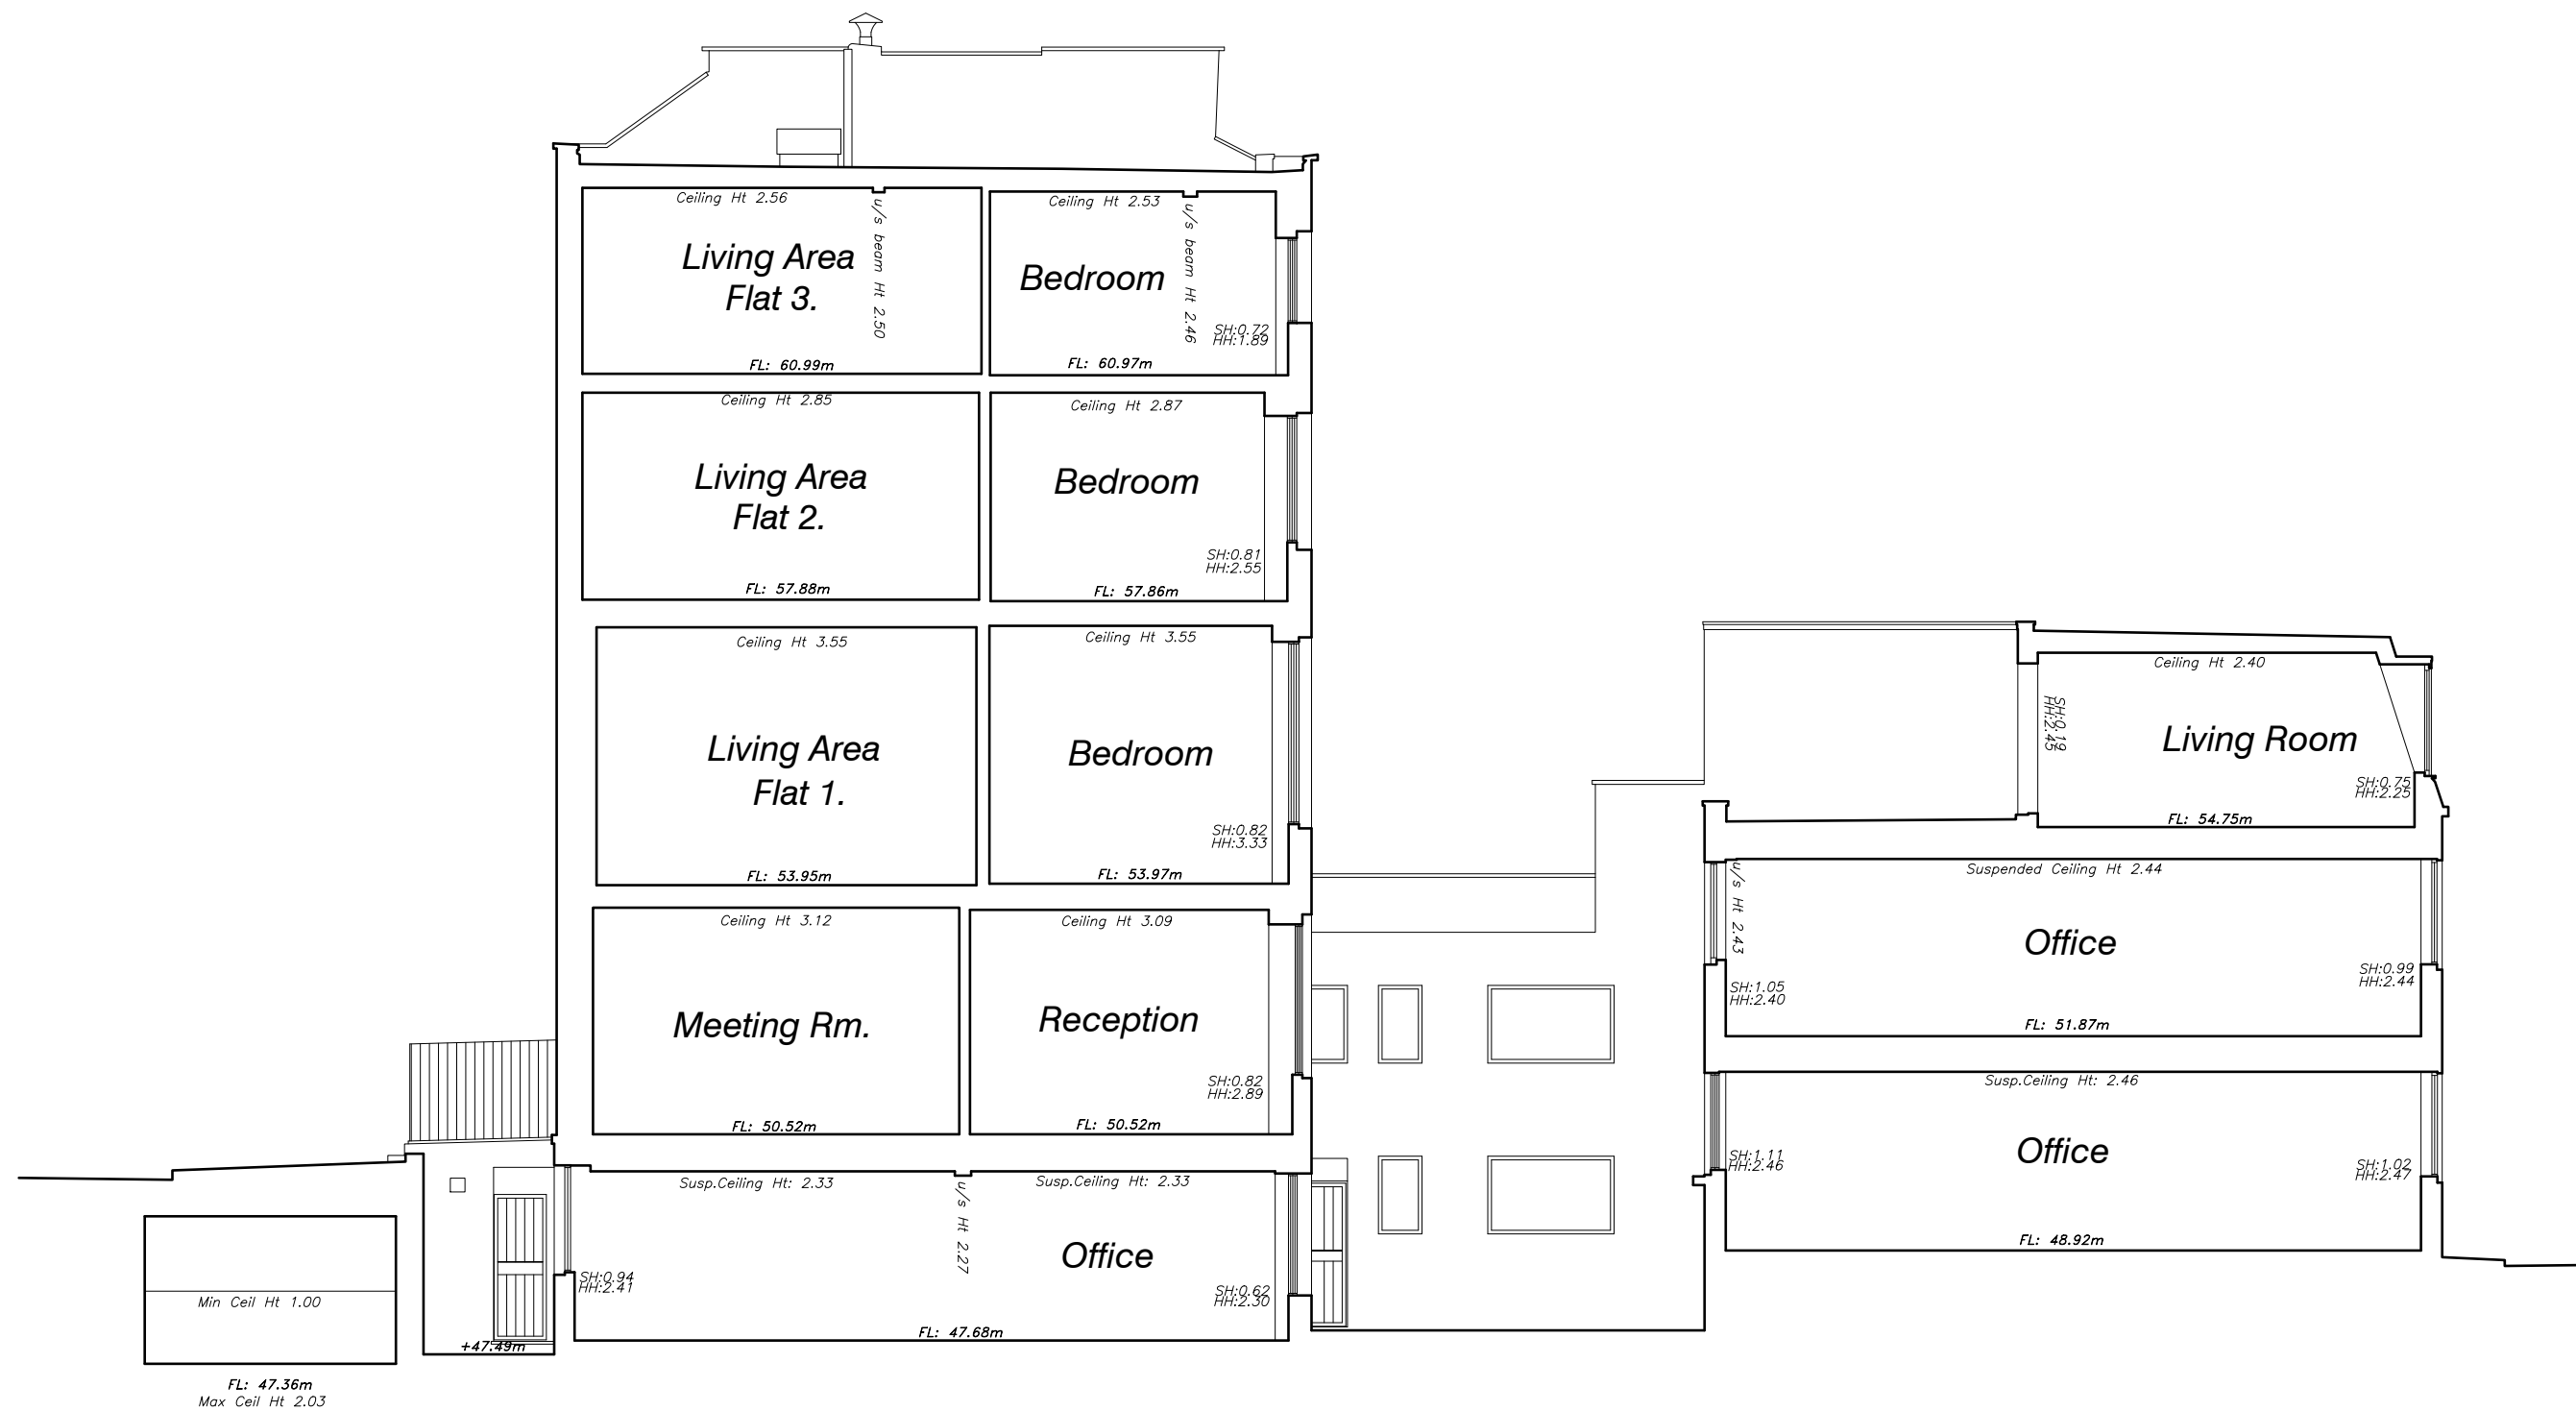 Ceiling Ht 2.56
u/s beam Ht 2.50
Living Area
Flat 3.
FL: 60.99m
Ceiling Ht 2.53
u/s beam Ht 2.46
Bedroom
SH:0.72
HH:1.89
FL: 60.97m
Ceiling Ht 2.85
Living Area
Flat 2.
FL: 57.88m
Ceiling Ht 2.87
Bedroom
SH:0.81
HH:2.55
FL: 57.86m
Ceiling Ht 3.55
Living Area
Flat 1.
FL: 53.95m
Ceiling Ht 3.55
Bedroom
SH:0.82
HH:3.33
FL: 53.97m
Ceiling Ht 3.12
Meeting Rm.
FL: 50.52m
Ceiling Ht 3.09
Reception
SH:0.82
HH:2.89
FL: 50.52m
Susp.Ceiling Ht: 2.33
u/s Ht 2.27
Susp.Ceiling Ht: 2.33
Office
SH:0.94
HH:2.41
SH:0.62
HH:2.30
FL: 47.68m
+47.49m
Min Ceil Ht 1.00
FL: 47.36m
Max Ceil Ht 2.03
Ceiling Ht 2.40
SH:0.19
HH:2.45
Living Room
SH:0.75
HH:2.25
FL: 54.75m
Suspended Ceiling Ht 2.44
u/s Ht 2.43
Office
SH:1.05
HH:2.40
SH:0.99
HH:2.44
FL: 51.87m
Susp.Ceiling Ht: 2.46
Office
SH:1.11
HH:2.46
SH:1.02
HH:2.47
FL: 48.92m